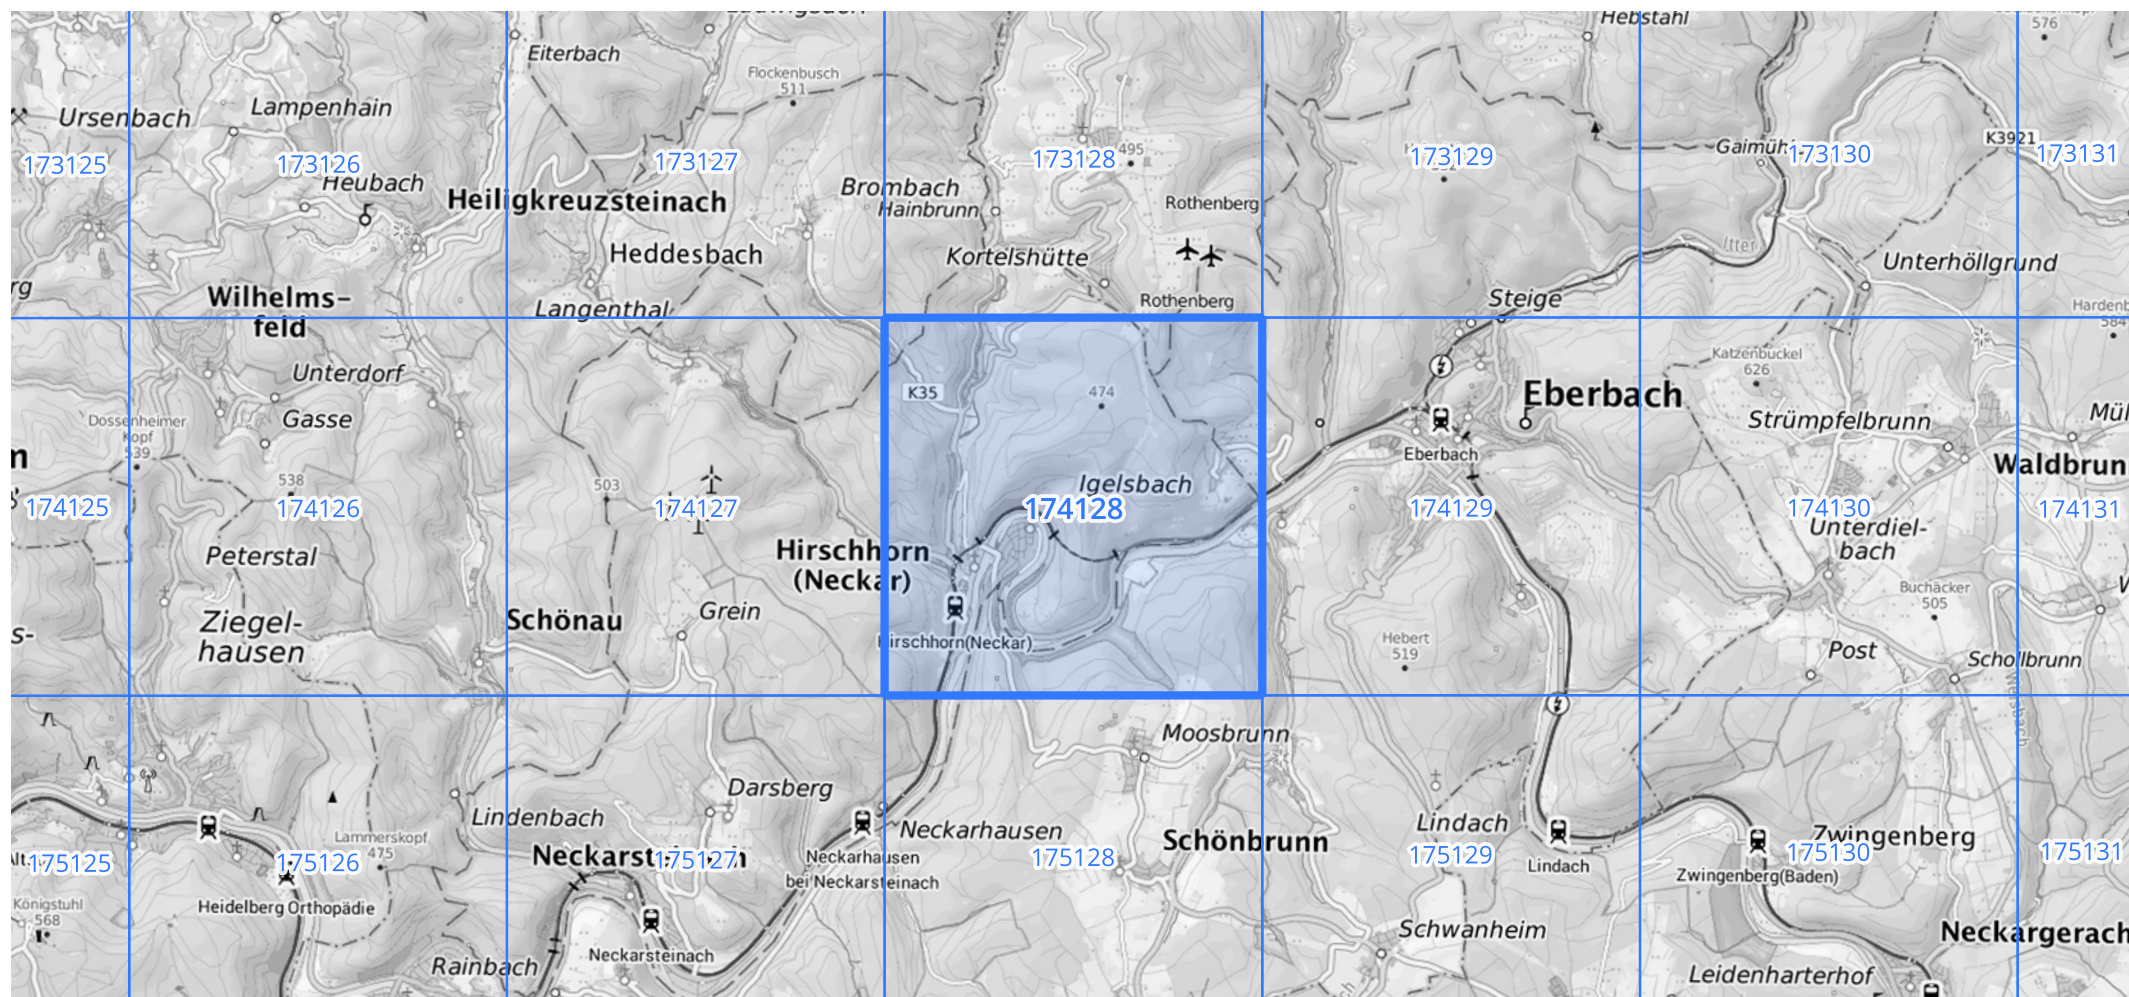 Hebstahl
576
Eiterbach
Flockenbusch
511
Ursenbach
Lampenhain
495
K3921
173125
173126
173127
173128
173129
173130
173131
Heubach
Brombach
Heiligkreuzsteinach
Hainbrunn
Rothenberg
Heddesbach
Kortelshütte
Itter
Unterhöllgrund
rg
Wilhelms-
feld
Langenthal
Rothenberg
Steige
584
Unterdorf
K35
474
Katzenbuckel
626
Eberbach
Gasse
Dossenheimer
Kopf
539
Strümpfelbrunn
Eberbach
m
538
503
Igelsbach
Waldbrun
174125
174126
174127
174128
174129
174130
174131
Unterdiel-
bach
Peterstal
Hirschhorn
(Neckar)
Buchäcker
505
Schönau
Grein
Ziegel-
hausen
s-
Hirschhorn(Neckar)
Hebert
519
Post
Schollbrunn
Moosbrunn
Darsberg
Lindenbach
Neckarhausen
Schönbrunn
Lindach
Zwingenberg
Lammerskopf
475
Neckarhausen
bei Neckarsteinach
Lindach
Zwingenberg(Baden)
175125
175126
175127
175128
175129
175130
175131
Königstuhl
568
Heidelberg Orthopädie
Neckarsteinach
Rainbach
Schwanheim
Neckargerach
Leidenharterhof